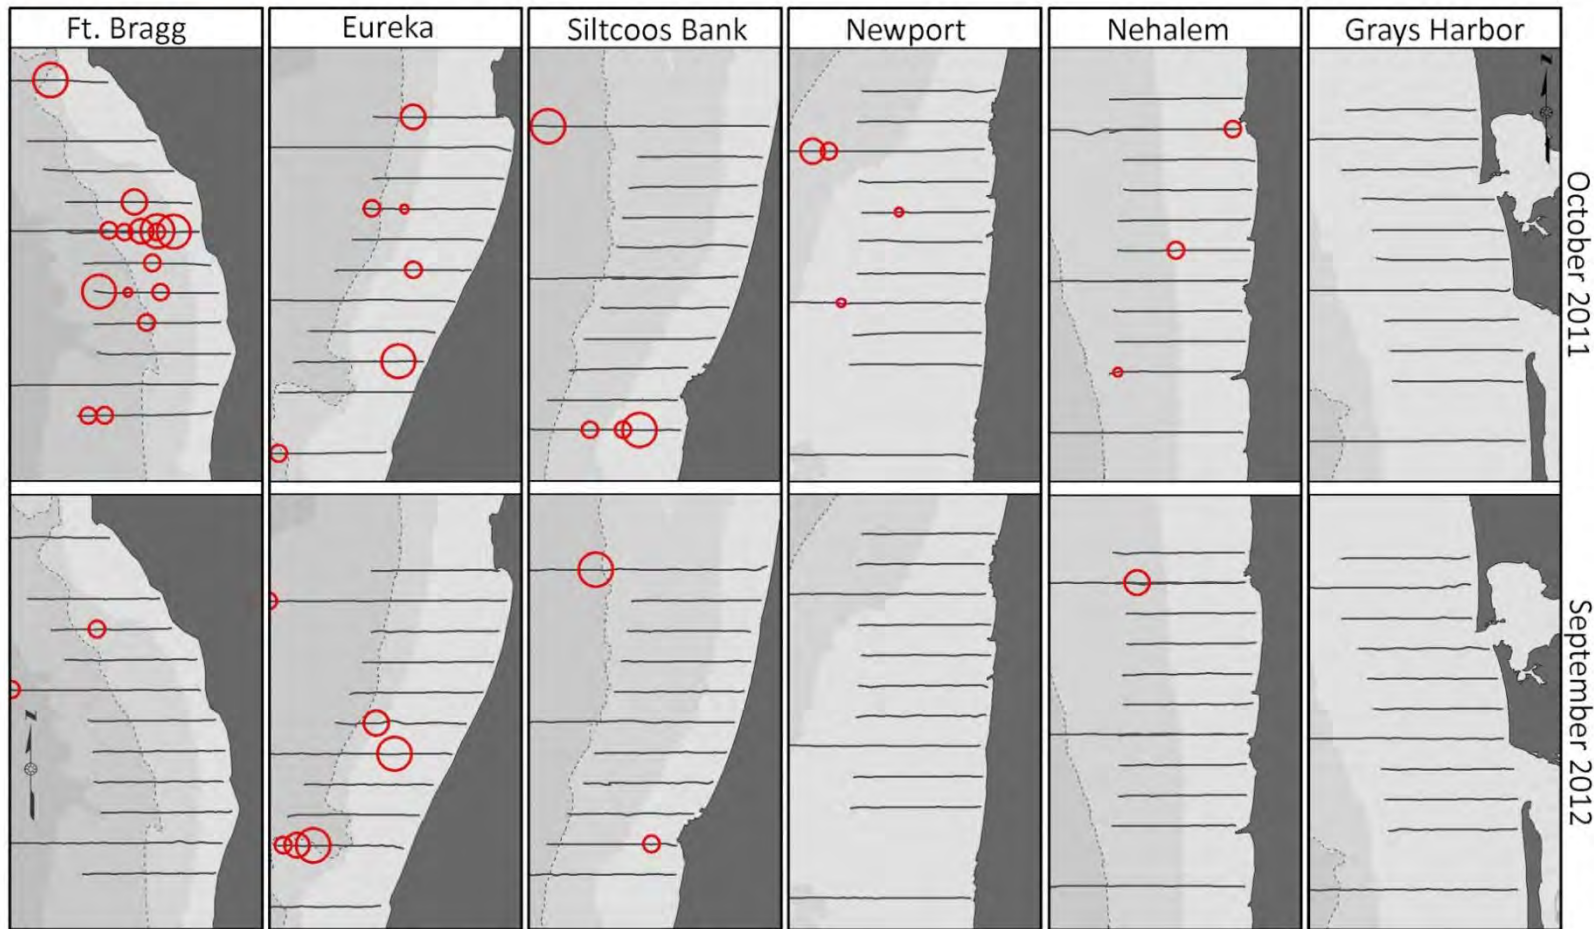 Ft. Bragg
Eureka
Siltcoos Bank
Newport
Nehalem
Grays Harbor
October 2011
September 2012
N
N